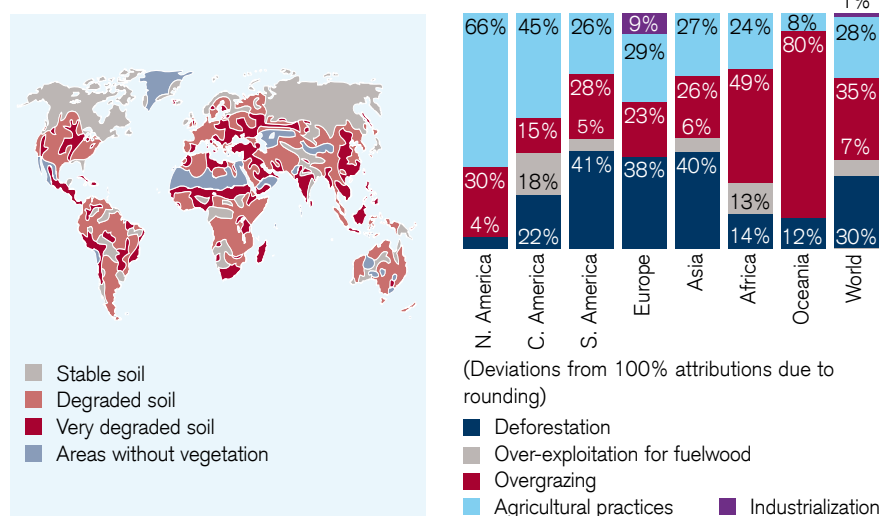 1%
66% 45% 26% 9% 27% 24% 8% 28%
29% 80%
28% 49%
26% 35%
15% 5% 23% 6% 7%
30% 18% 41% 38% 40% 13%
4% 22% 14% 12% 30%
N. America
C. America
S. America
Europe
Asia
Africa
Oceania
World
(Deviations from 100% attributions due to
rounding)
Deforestation
Over-exploitation for fuelwood
Overgrazing
Agricultural practices Industrialization
Stable soil
Degraded soil
Very degraded soil
Areas without vegetation